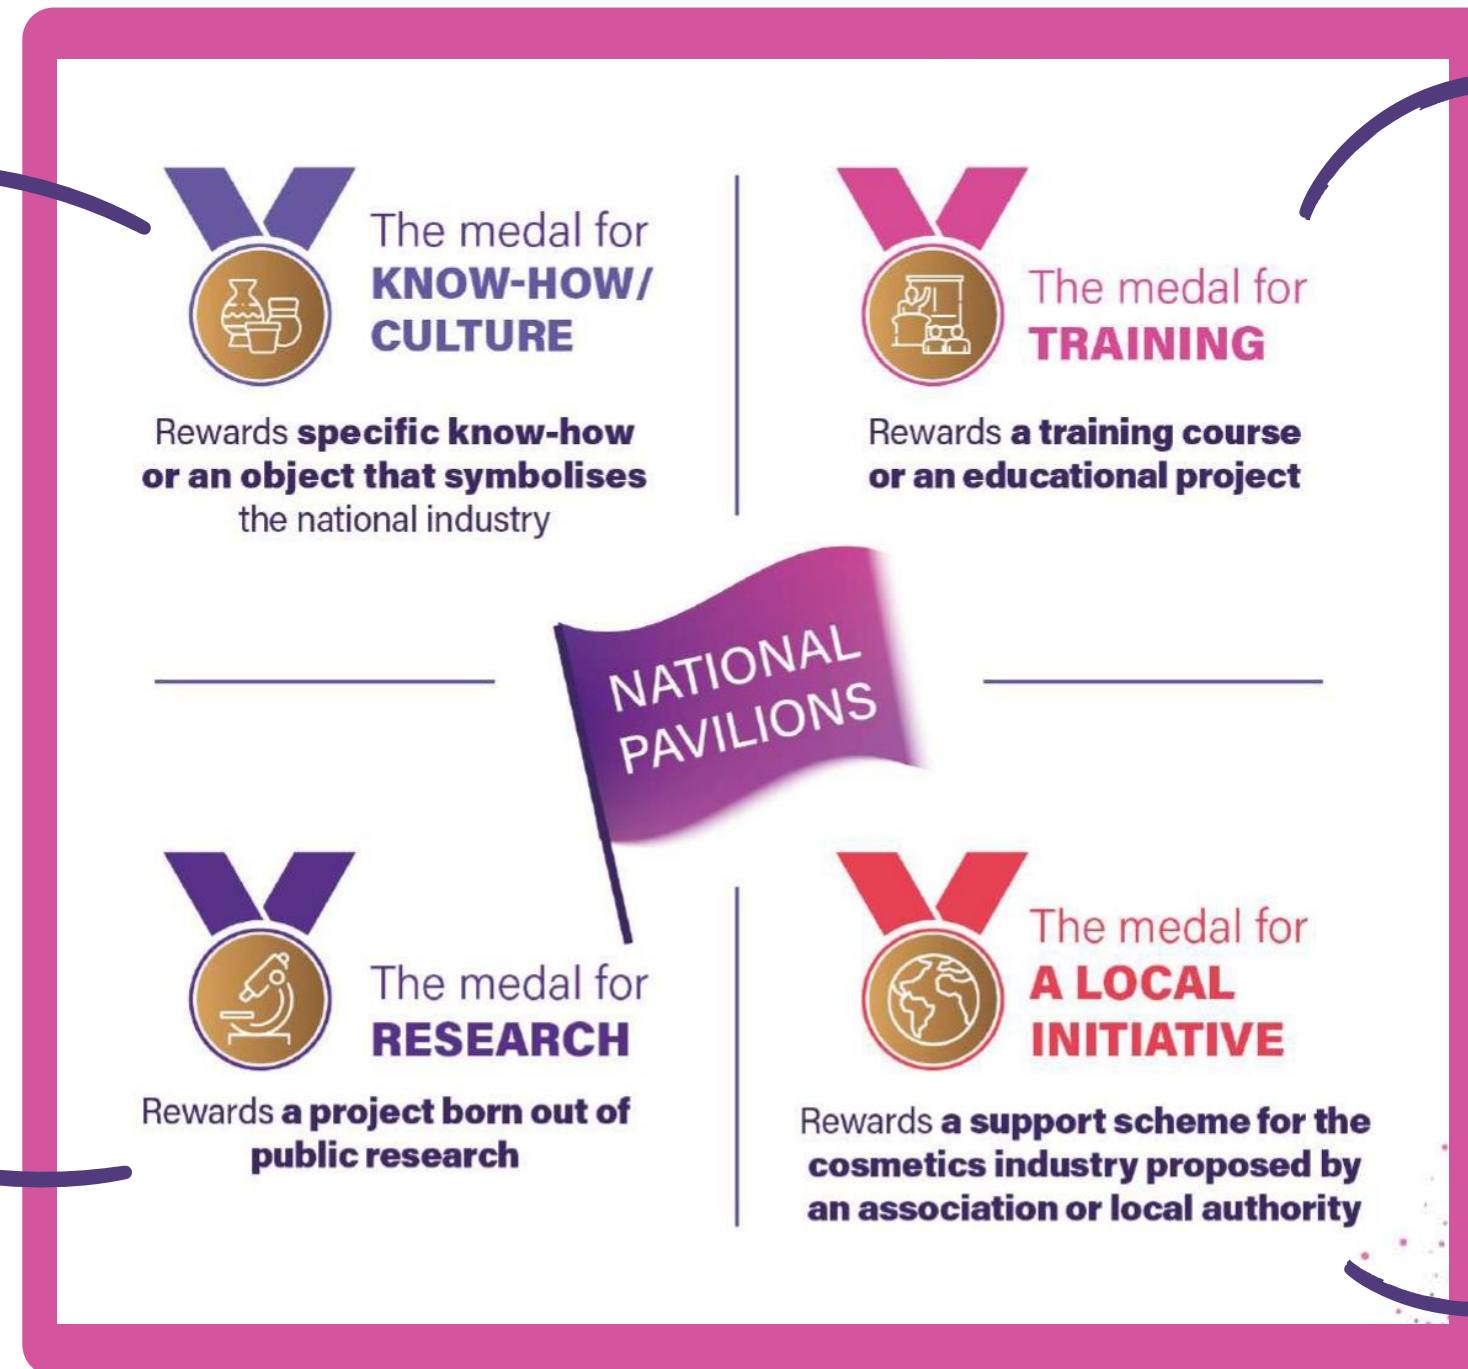 The medal for
KNOW-HOW/
CULTURE
Rewards specific know-how
or an object that symbolises
the national industry
The medal for
TRAINING
Rewards a training course
or an educational project
NATIONAL
PAVILIONS
The medal for
RESEARCH
Rewards a project born out of
public research
The medal for
A LOCAL
INITIATIVE
Rewards a support scheme for the
cosmetics industry proposed by
an association or local authority